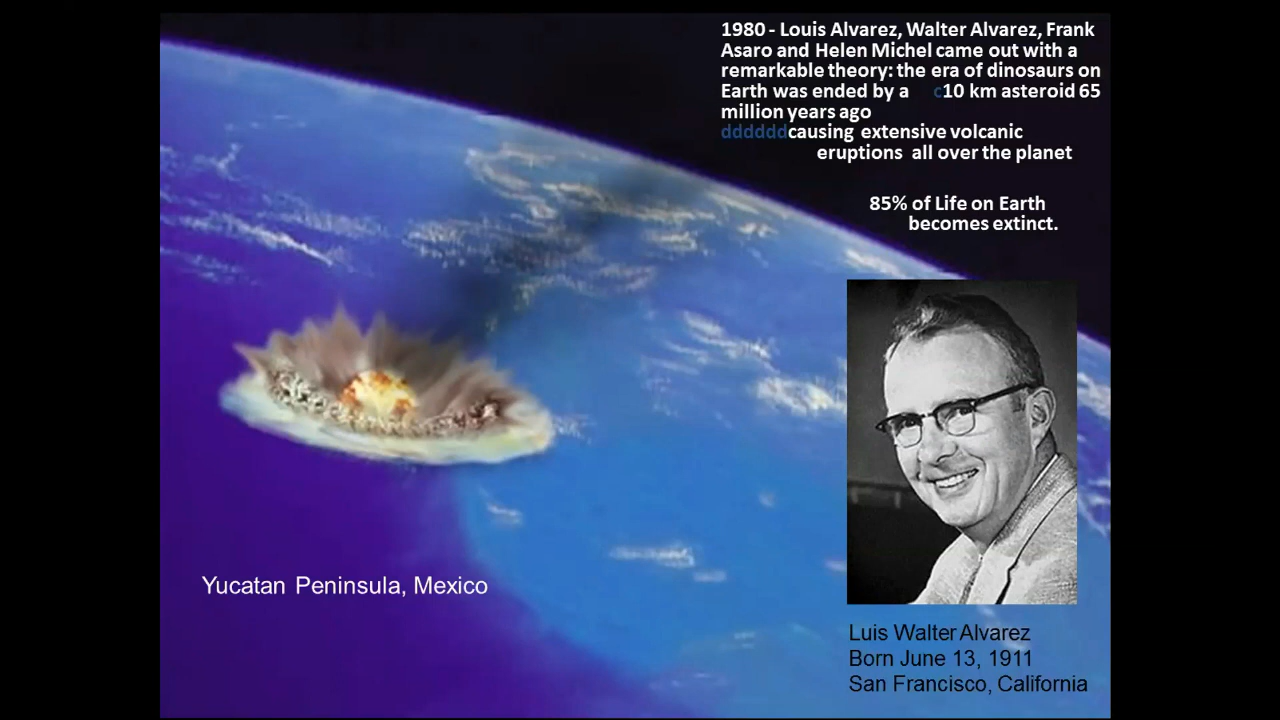 1980 - Louis Alvarez, Walter Alvarez, Frank
Asaro and Helen Michel came out with a
remarkable theory: the era of dinosaurs on
Earth was ended by a c10 km asteroid 65
million years ago
ddddddcausing extensive volcanic
eruptions all over the planet
85% of Life on Earth
becomes extinct.
Yucatan Peninsula, Mexico
Luis Walter Alvarez
Born June 13, 1911
San Francisco, California